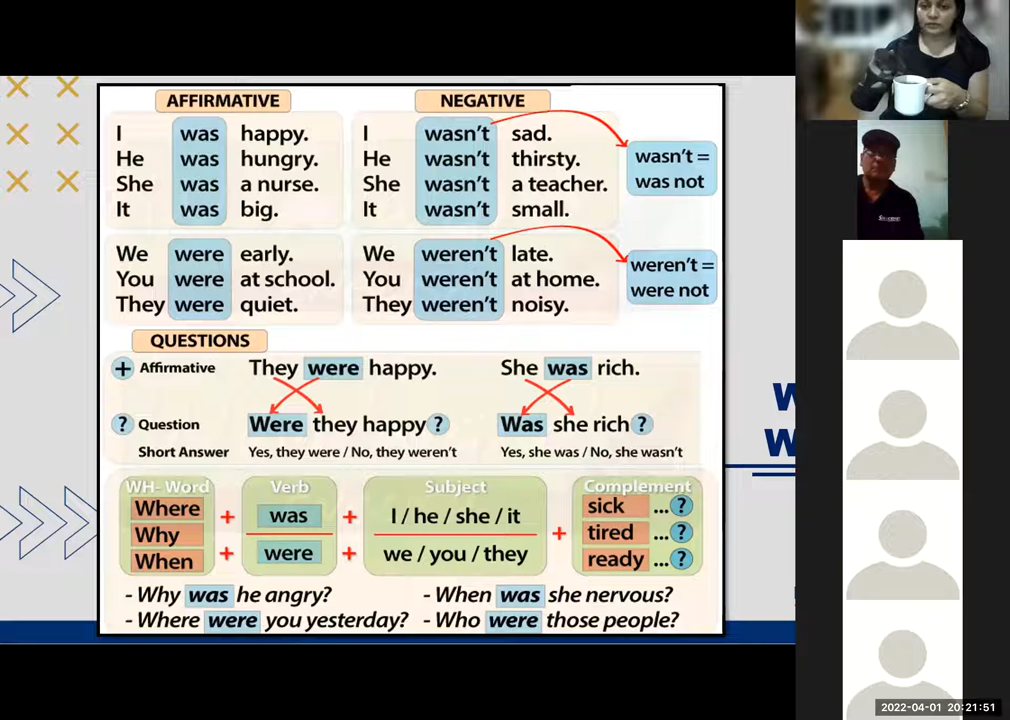 AFFIRMATIVE
I was happy.
He was hungry.
She was a nurse.
It was big.
We were early.
You were at school.
They were quiet.
NEGATIVE
I wasn't sad.
He wasn't thirsty.
She wasn't a teacher.
It wasn't small.
wasn't =
was not
We weren't late.
You weren't at home.
They weren't noisy.
weren't =
were not
QUESTIONS
+ Affirmative They were happy. She was rich.
? Question Were they happy ? Was she rich ?
Short Answer Yes, they were / No, they weren't Yes, she was / No, she wasn't
WH- Word Verb Subject Complement
Where
Why
When
+ was + I / he / she / it
+ were + we / you / they
+
sick ...?
tired ...?
ready ...?
- Why was he angry? - When was she nervous?
- Where were you yesterday? - Who were those people?
2022-04-01 20:21:51